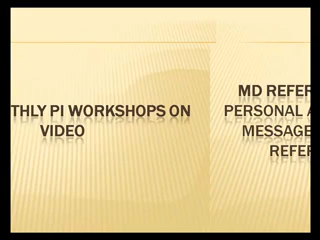 THLY PI WORKSHOPS ON
VIDEO
MD REFER
PERSONAL A
MESSAGE
REFER